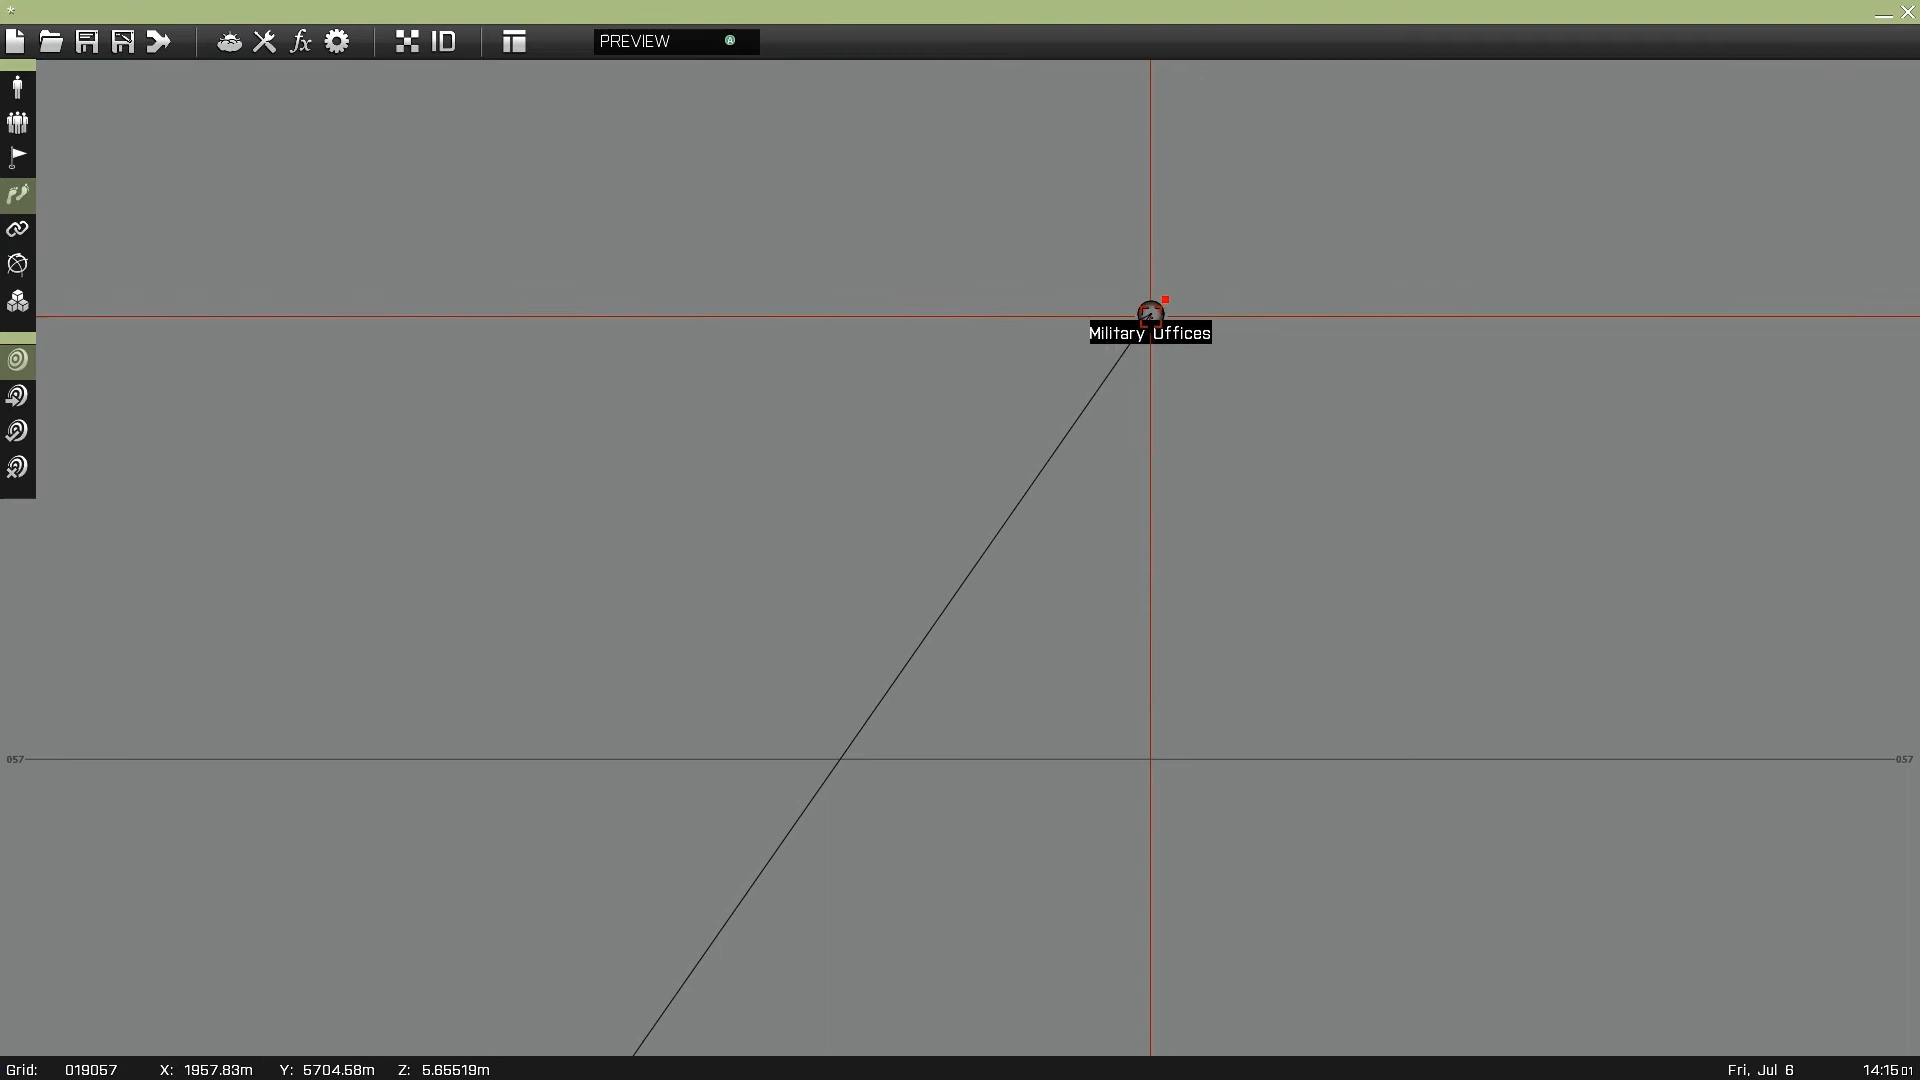 *
ID
PREVIEW
Military Offices
057
057
Grid: 019057 X: 1957.83m Y: 5704.58m Z: 5.65519m
Fri, Jul 6 14:15 01